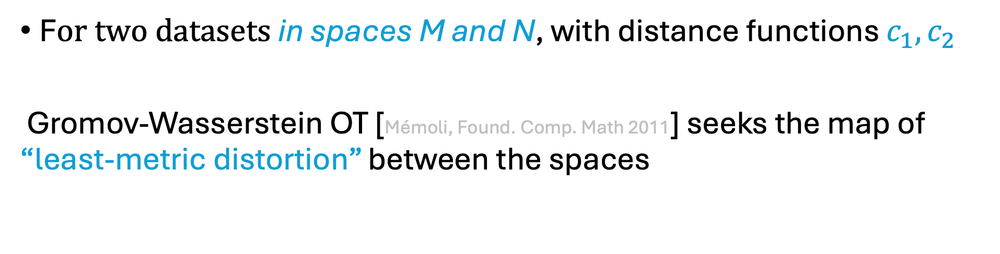 • For two datasets in spaces M and N, with distance functions c₁, c₂
Gromov-Wasserstein OT [Mémoli, Found. Comp. Math 2011] seeks the map of
“least-metric distortion” between the spaces